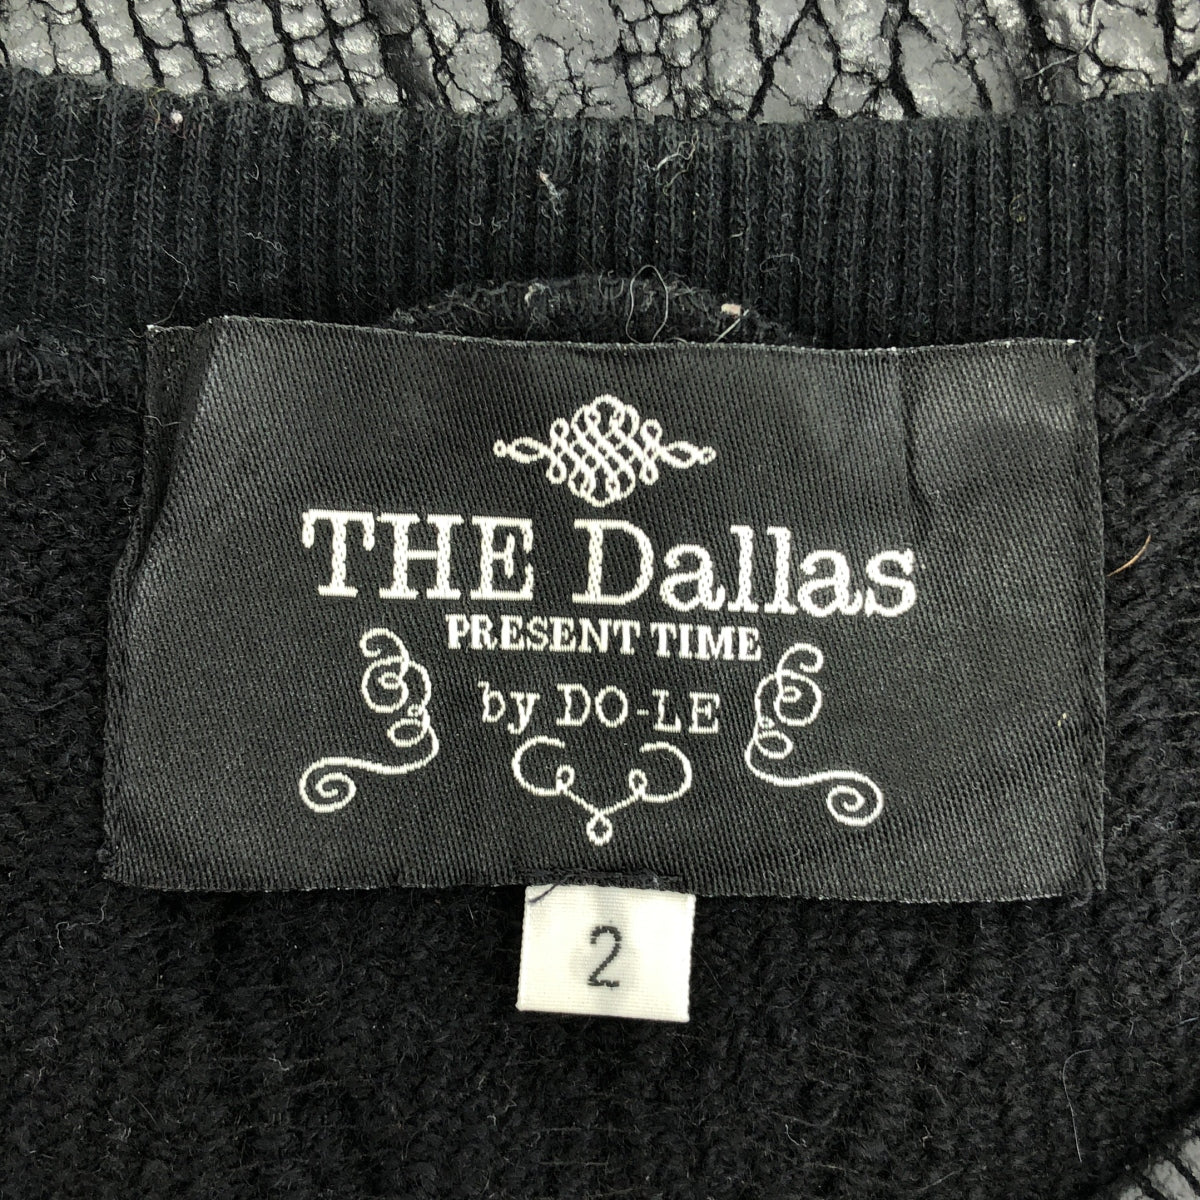 THE Dallas
PRESENT TIME
by DO-LE
2